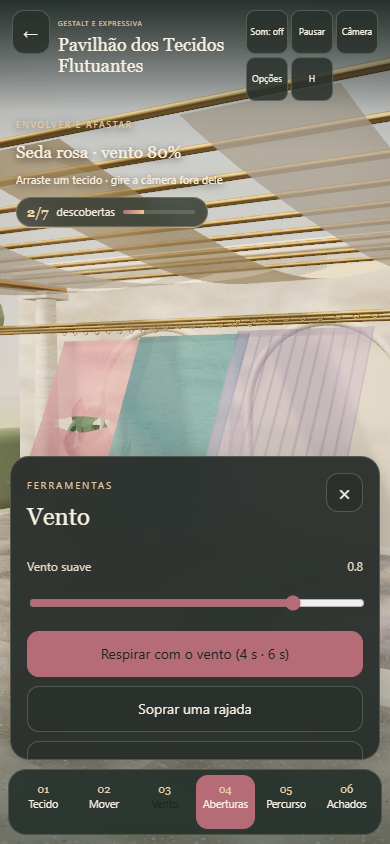 ←
GESTALT E EXPRESSIVA
Pavilhão dos Tecidos
Flutuantes
Som: off
Pausar
Câmera
Opções
H
ENVOLVER E AFASTAR
Seda rosa · vento 80%
Arraste um tecido · gire a câmera fora dele
2/7 descobertas
FERRAMENTAS
×
Vento
Vento suave 0.8
Respirar com o vento (4 s · 6 s)
Soprar uma rajada
01 02 03 04 05 06
Tecido Mover Vento Aberturas Percurso Achados